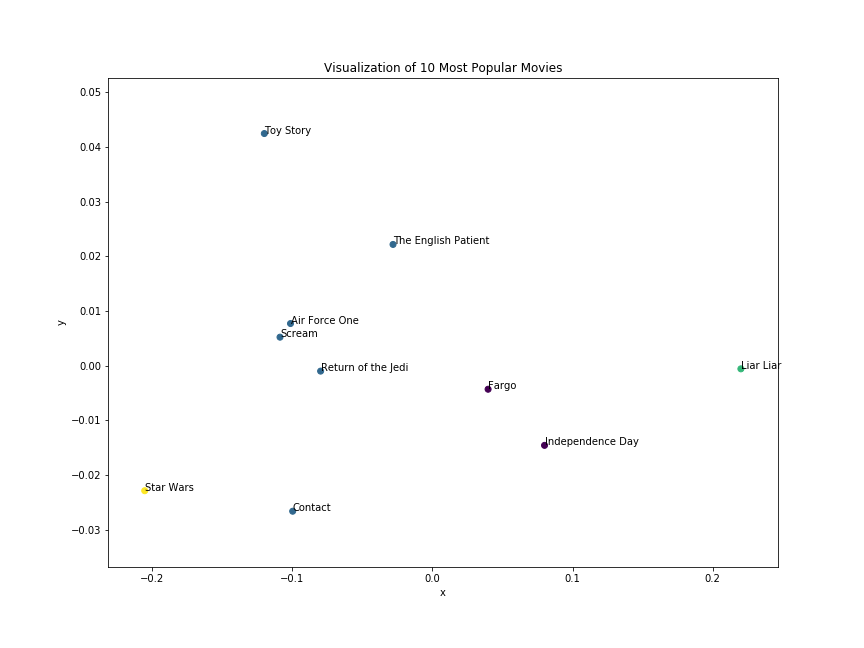 Visualization of 10 Most Popular Movies
0.05
Toy Story
0.04
0.03
The English Patient
0.02
0.01
Air Force One
Scream
y
0.00
Return of the Jedi
Liar Liar
Fargo
−0.01
Independence Day
−0.02
Star Wars
Contact
−0.03
−0.2
−0.1
0.0
0.1
0.2
x